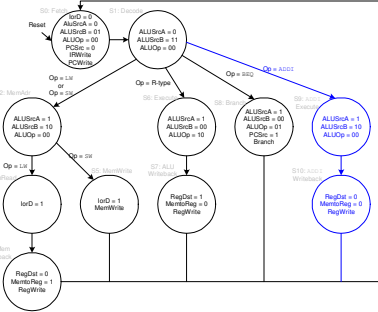 S0: Fetch
S1: Decode
IorD = 0
AluSrcA = 0
ALUSrcB = 01
ALUOp = 00
PCSrc = 0
IRWrite
PCWrite
Reset
ALUSrcA = 0
ALUSrcB = 11
ALUOp = 00
Op = LW
or
Op = SW
Op = R-type
Op = BEQ
Op = ADDI
2: MemAdr
S6: Execute
S8: Branch
S9: ADDI
Execute
ALUSrcA = 1
ALUSrcB = 10
ALUOp = 00
ALUSrcA = 1
ALUSrcB = 00
ALUOp = 10
ALUSrcA = 1
ALUSrcB = 00
ALUOp = 01
PCSrc = 1
Branch
ALUSrcA = 1
ALUSrcB = 10
ALUOp = 00
Op = SW
Op = LW
S5: MemWrite
S7: ALU
Writeback
S10: ADDI
Writeback
IorD = 1
IorD = 1
MemWrite
RegDst = 1
MemtoReg = 0
RegWrite
RegDst = 0
MemtoReg = 0
RegWrite
RegDst = 0
MemtoReg = 1
RegWrite